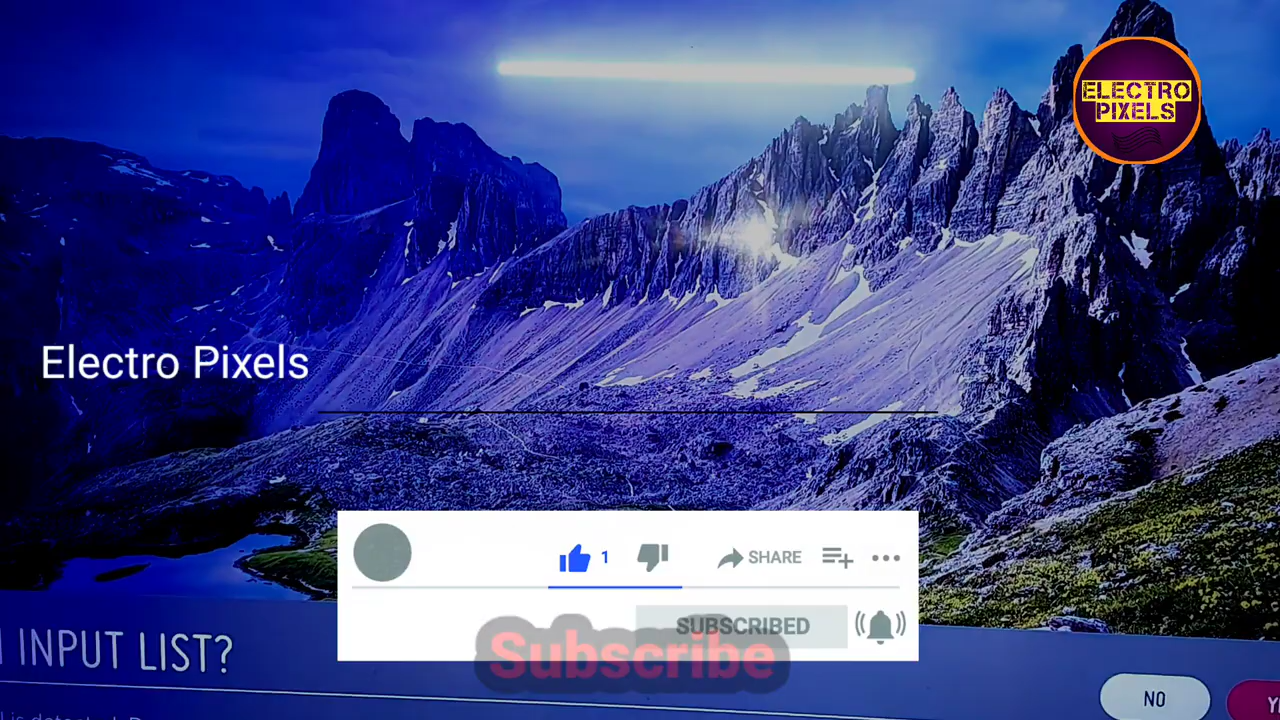 ELECTRO
PIXELS
Electro Pixels
1
SHARE
SUBSCRIBED
Subscribe
INPUT LIST?
NO